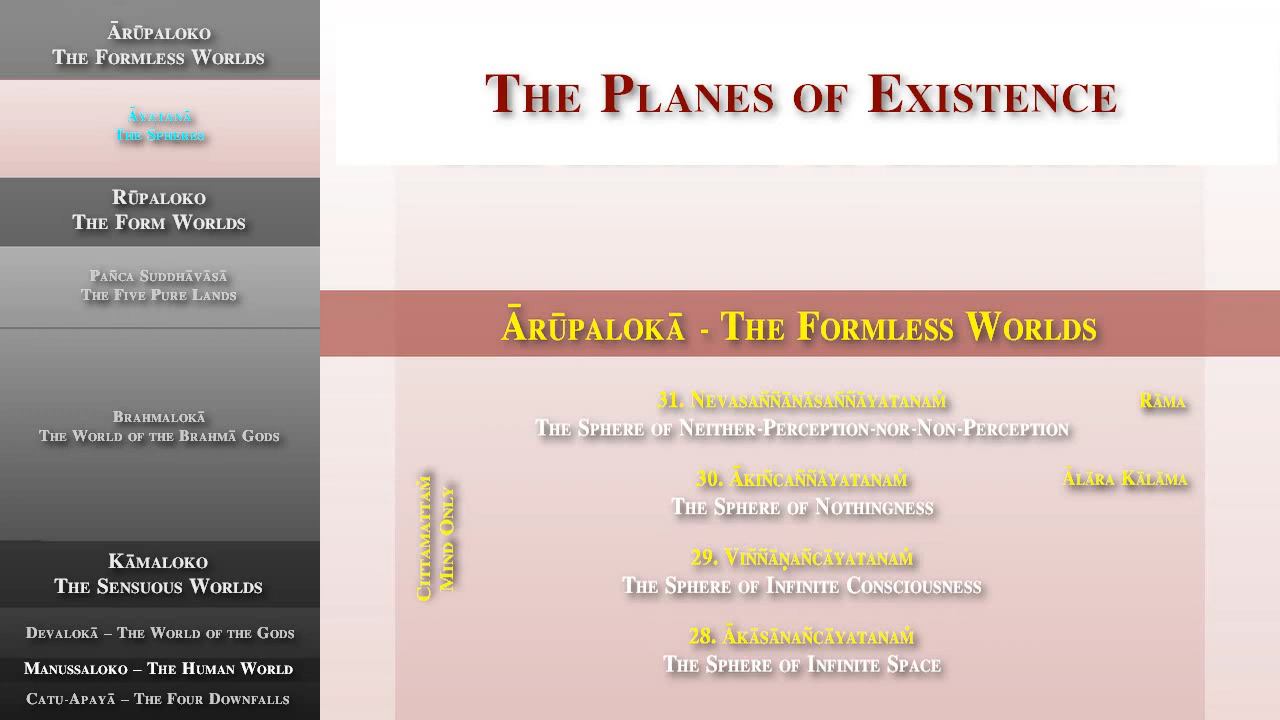 Ārūpaloko
The Formless Worlds
Āyatanā
The Spheres
Rūpaloko
The Form Worlds
Pañca Suddhāvāsā
The Five Pure Lands
Brahmalokā
The World of the Brahmā Gods
Kāmaloko
The Sensuous Worlds
Devalokā – The World of the Gods
Manussaloko – The Human World
Catu-Apayā – The Four Downfalls
The Planes of Existence
Ārūpalokā - The Formless Worlds
31. Nevasaññānāsaññāyatanaṁ
Rāma
The Sphere of Neither-Perception-nor-Non-Perception
30. Ākiñcaññāyatanaṁ
Āḷāra Kālāma
The Sphere of Nothingness
Cittamattaṁ
Mind Only
29. Viññāṇañcāyatanaṁ
The Sphere of Infinite Consciousness
28. Ākāsānañcāyatanaṁ
The Sphere of Infinite Space